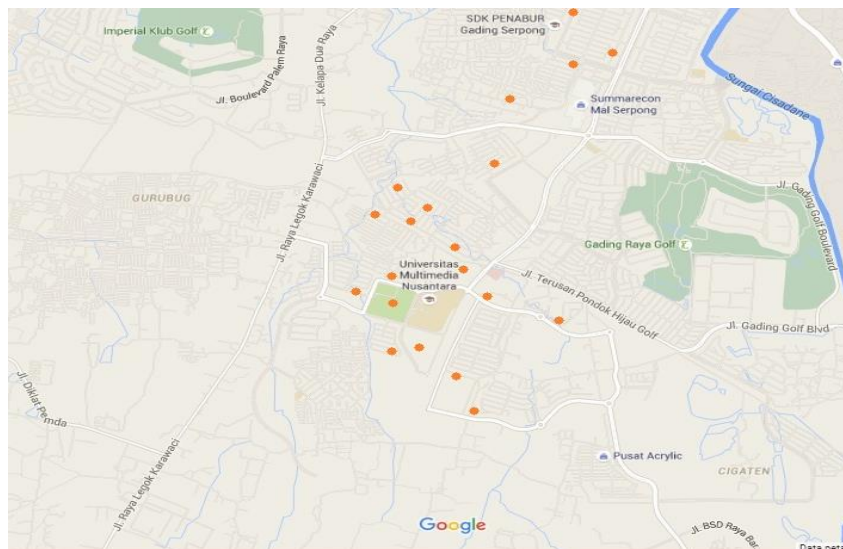 SDK PENABUR
Gading Serpong
Imperial Klub Golf
Jl. Kelapa Dua Raya
Jl. Boulevard Palem Raya
Summarecon
Mal Serpong
Sungai Cisadane
Jl. Raya Legok Karawaci
GURUBUG
Jl. Gading Golf Boulevard
Gading Raya Golf
Universitas
Multimedia
Nusantara
Jl. Terusan Pondok Hijau Golf
Jl. Gading Golf Blvd
Jl. Diklat Pemda
Jl. Raya Legok Karawaci
Pusat Acrylic
CIGATEN
Google
Jl. BSD Raya Bar
Data peta